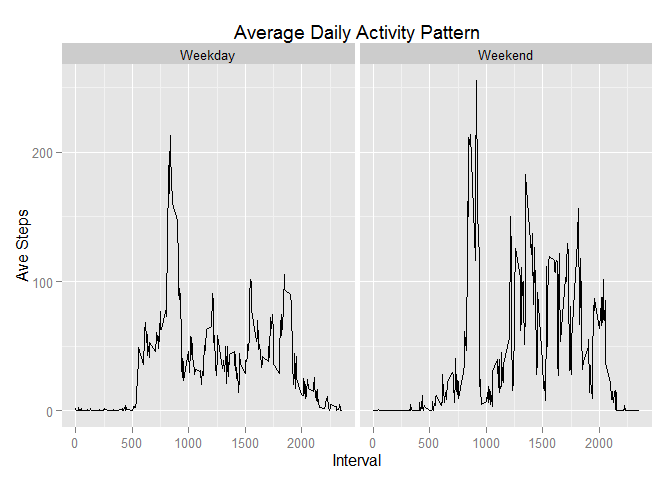 Average Daily Activity Pattern
Weekday Weekend
200
100
0
Ave Steps
0 500 1000 1500 2000 0 500 1000 1500 2000
Interval